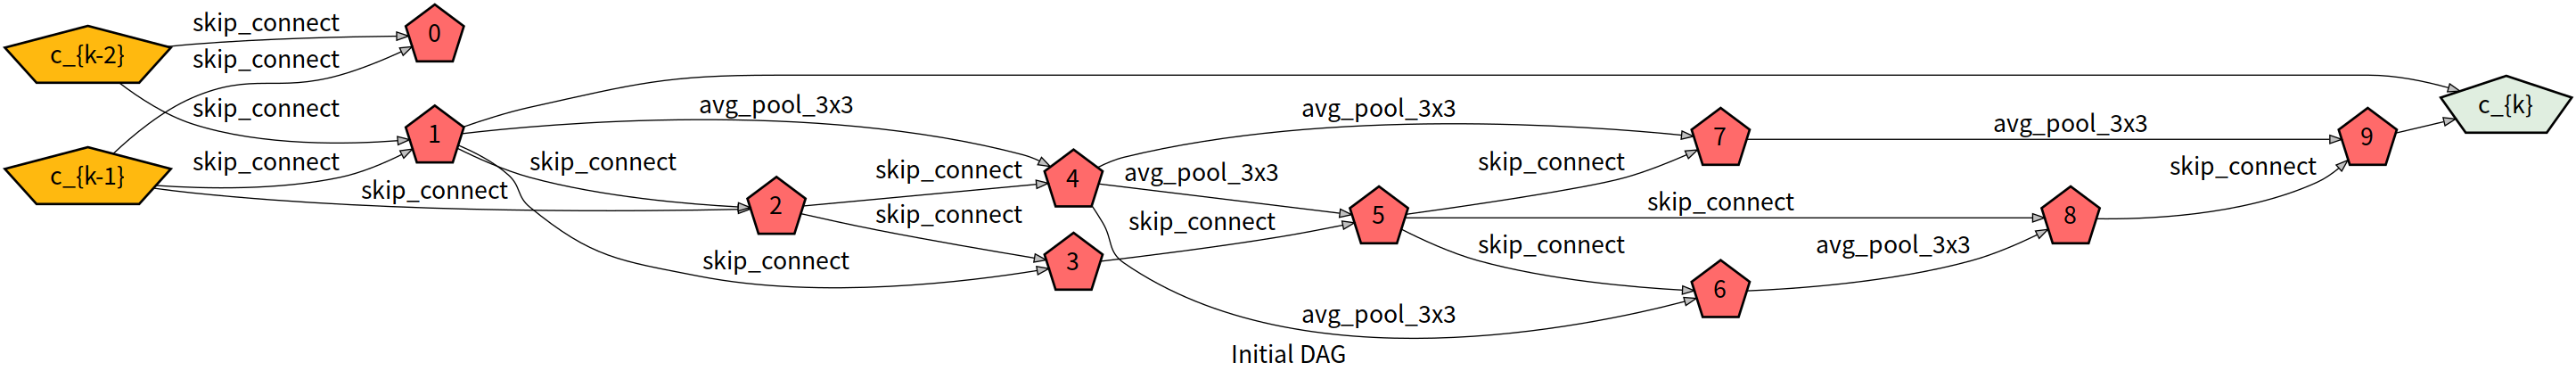 skip_connect
0
c_{k-2}
skip_connect
skip_connect
avg_pool_3x3
avg_pool_3x3
c_{k}
1
7
avg_pool_3x3
9
c_{k-1}
skip_connect
skip_connect
skip_connect
skip_connect
skip_connect
4
avg_pool_3x3
skip_connect
2
skip_connect
skip_connect
5
skip_connect
8
skip_connect
3
skip_connect
avg_pool_3x3
6
avg_pool_3x3
Initial DAG